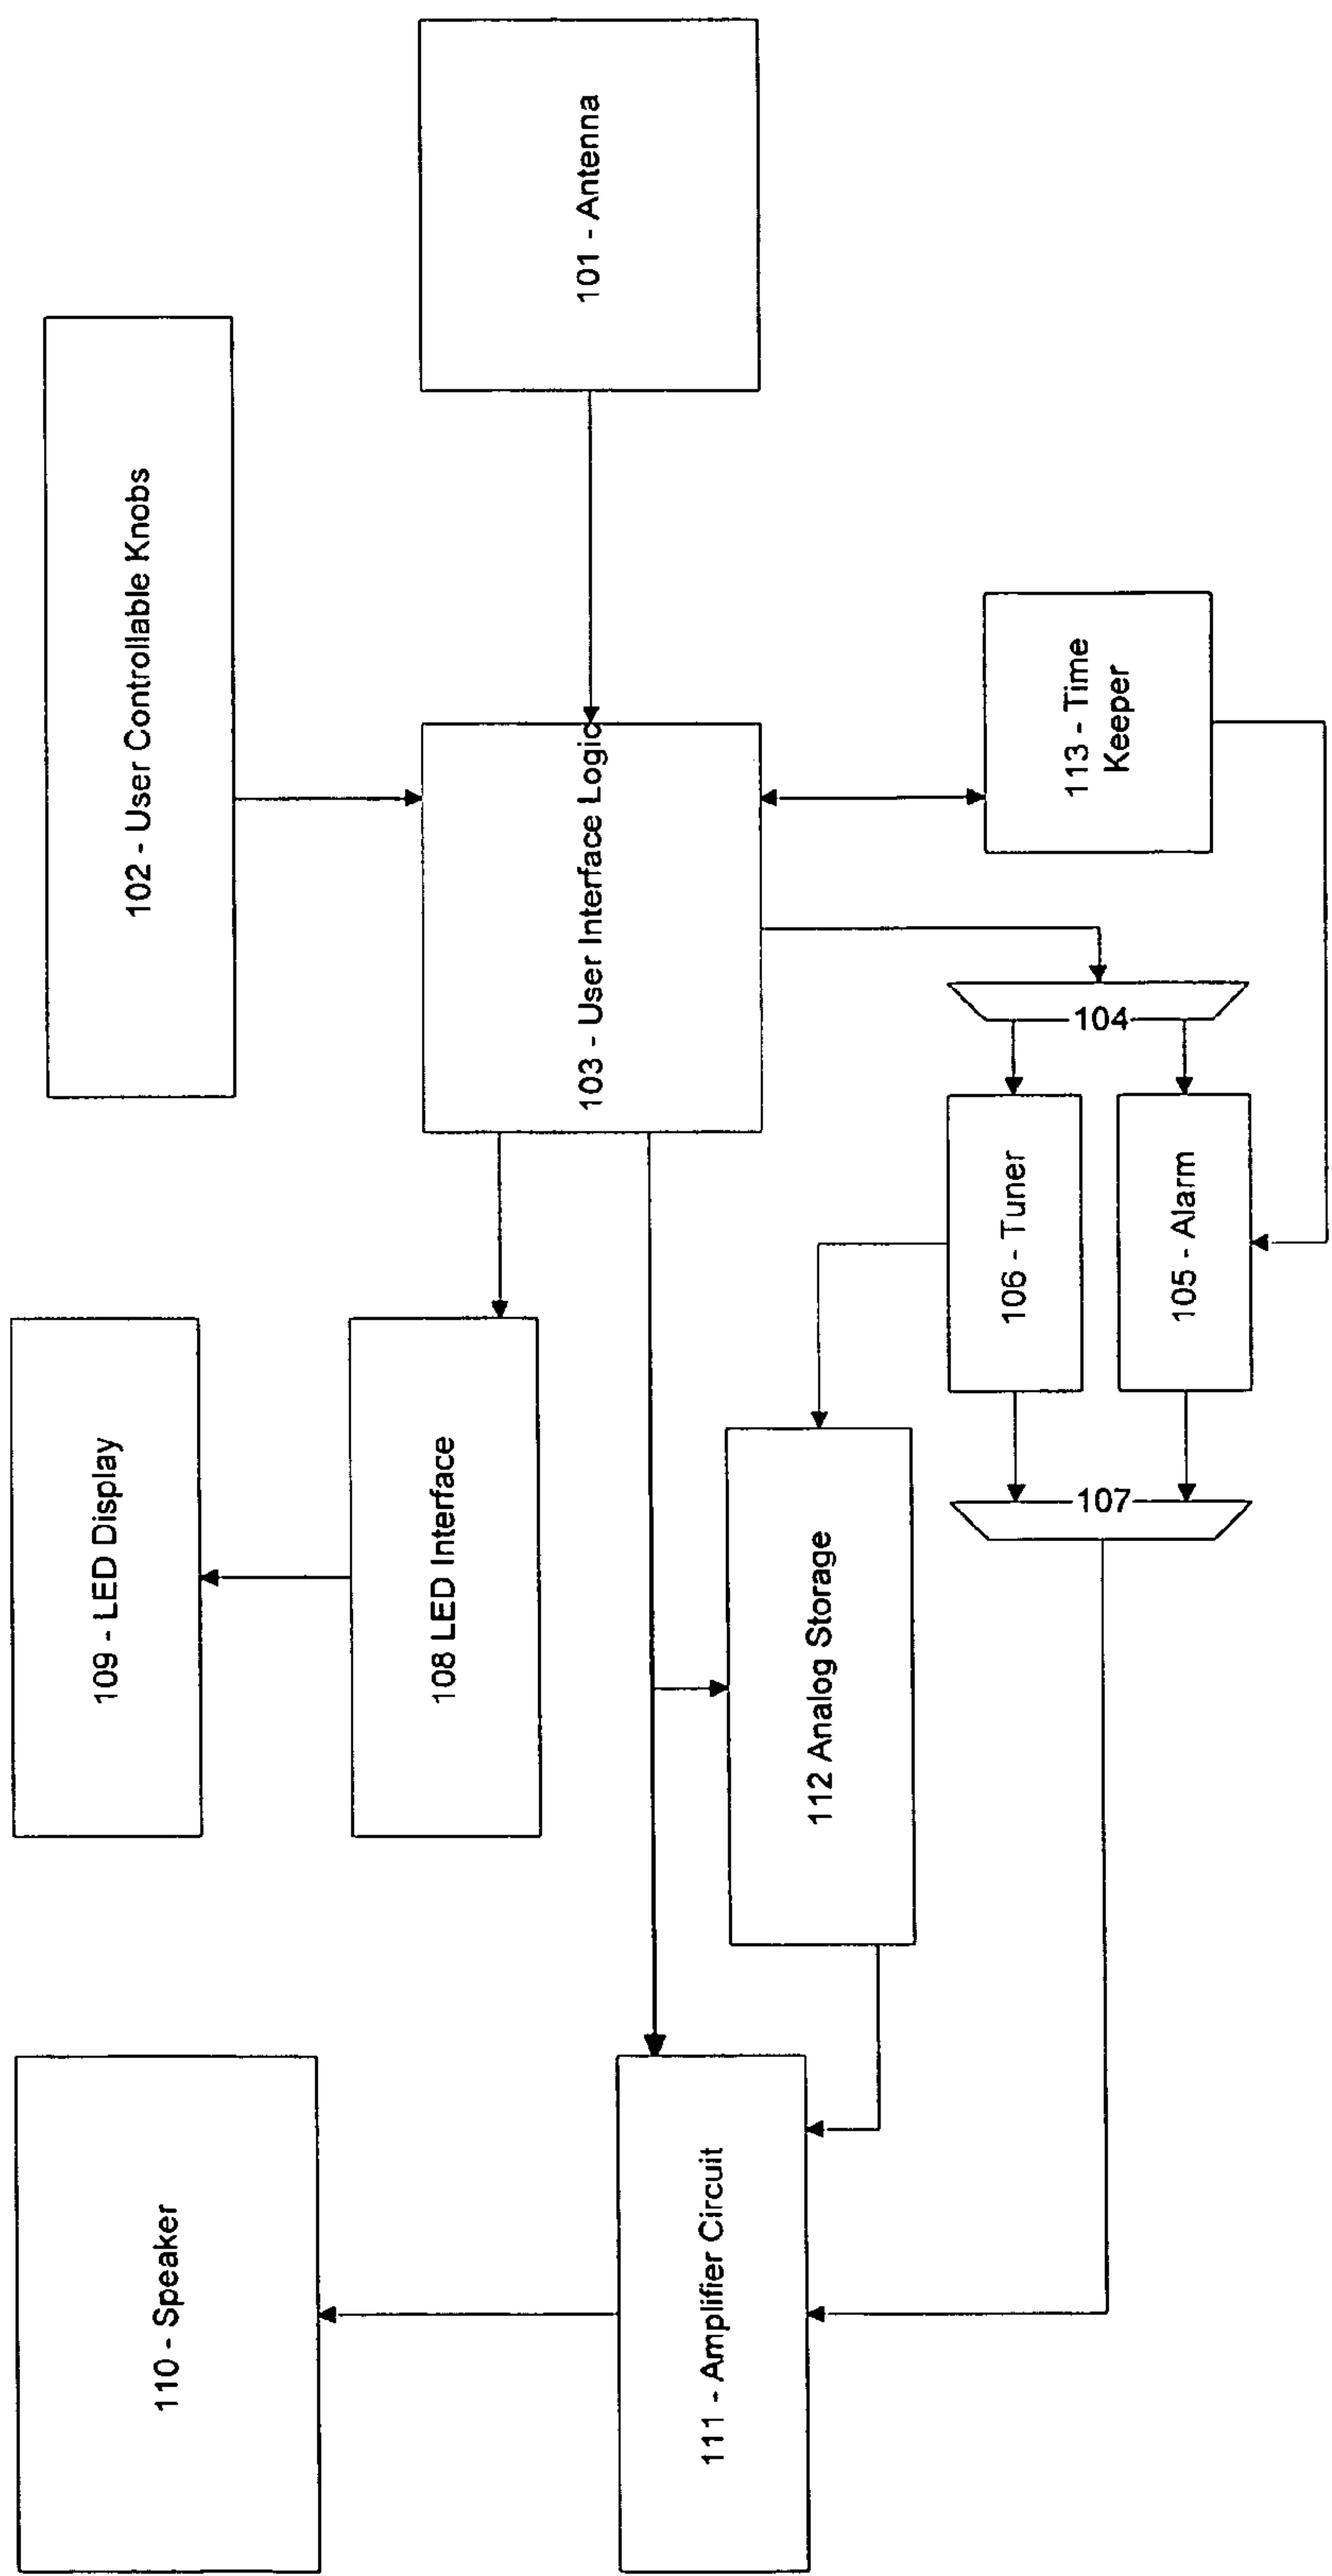 110 - Speaker
109 - LED Display
102 - User Controllable Knobs
111 - Amplifier Circuit
108 LED Interface
103 - User Interface Logic
101 - Antenna
112 Analog Storage
107
106 - Tuner
105 - Alarm
104
113 - Time
Keeper